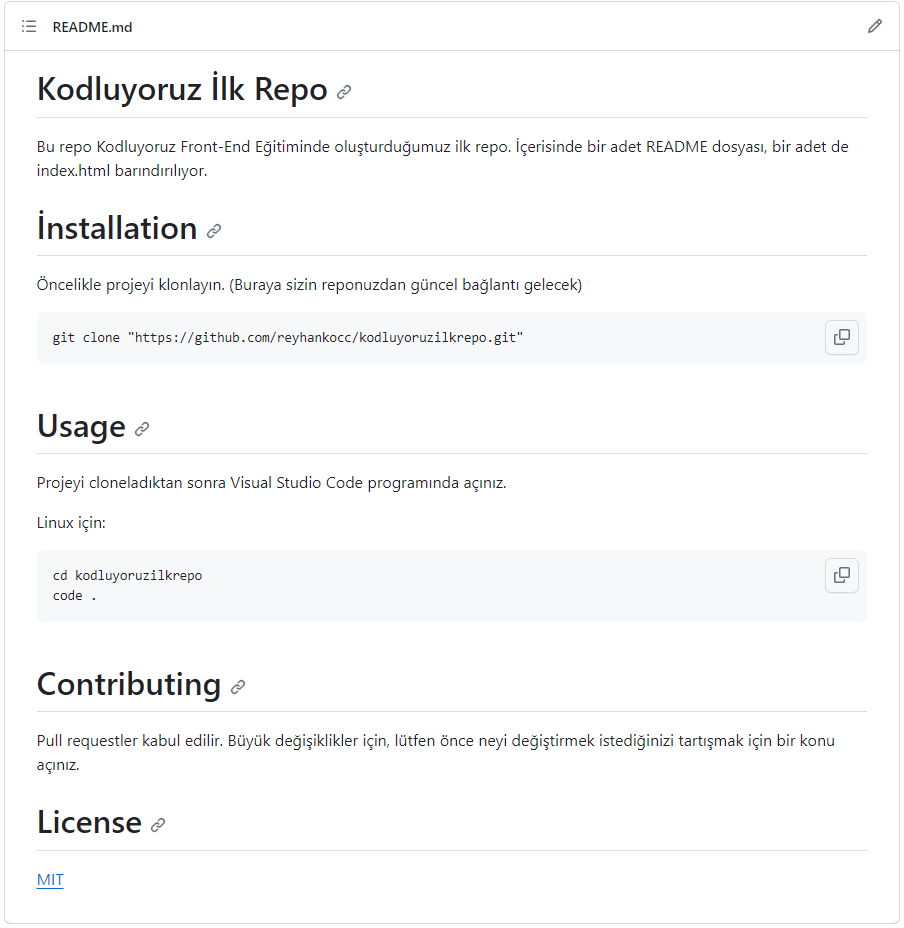 README.md
Kodluyoruz İlk Repo
Bu repo Kodluyoruz Front-End Eğitiminde oluşturduğumuz ilk repo. İçerisinde bir adet README dosyası, bir adet de
index.html barındırılıyor.
İnstallation
Öncelikle projeyi klonlayın. (Buraya sizin reponuzdan güncel bağlantı gelecek)
git clone "https://github.com/reyhankocc/kodluyoruzilkrepo.git"
Usage
Projeyi cloneladıktan sonra Visual Studio Code programında açınız.
Linux için:
cd kodluyoruzilkrepo
code .
Contributing
Pull requestler kabul edilir. Büyük değişiklikler için, lütfen önce neyi değiştirmek istediğinizi tartışmak için bir konu
açınız.
License
MIT